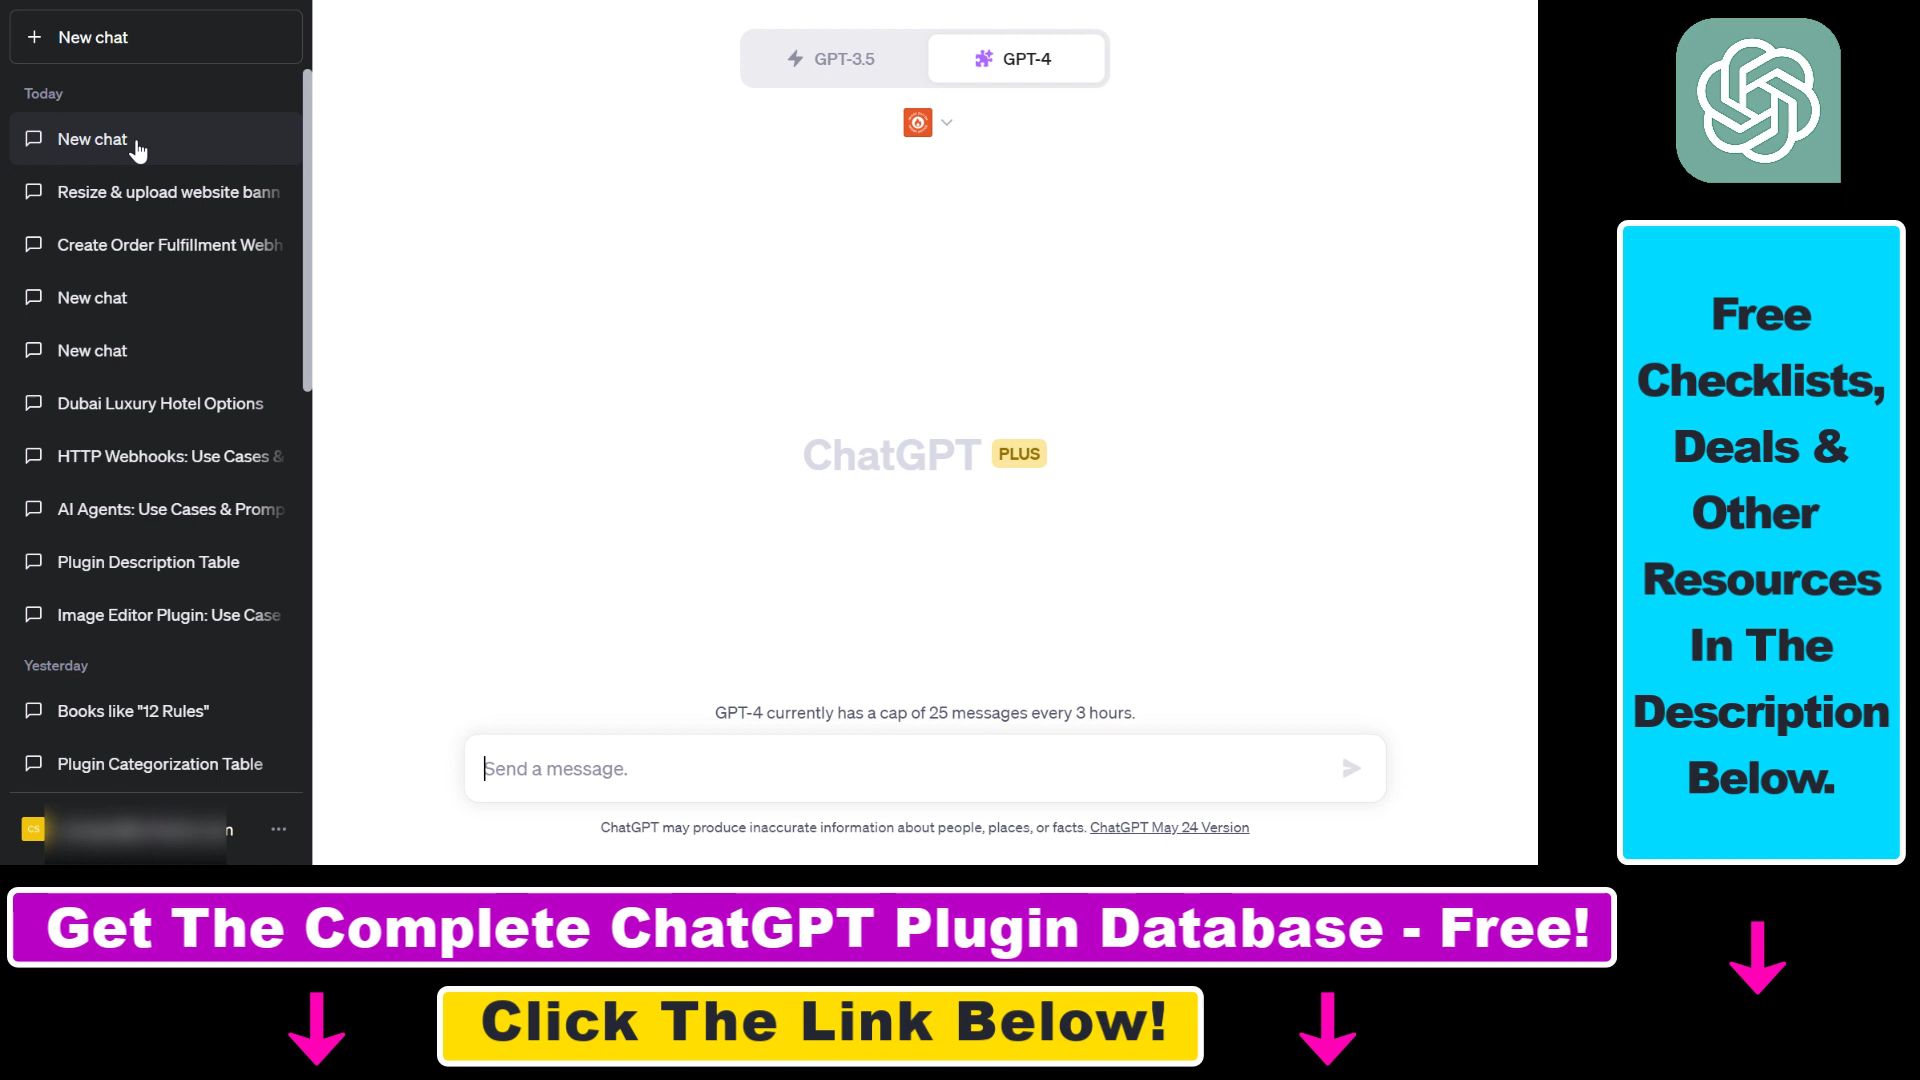 New chat
Today
New chat
Resize & upload website bann
Create Order Fulfillment Webh
New chat
New chat
Dubai Luxury Hotel Options
HTTP Webhooks: Use Cases &
AI Agents: Use Cases & Promp
Plugin Description Table
Image Editor Plugin: Use Case
Yesterday
Books like "12 Rules"
Plugin Categorization Table
CS
GPT-3.5
GPT-4
ChatGPT PLUS
GPT-4 currently has a cap of 25 messages every 3 hours.
Send a message.
ChatGPT may produce inaccurate information about people, places, or facts. ChatGPT May 24 Version
Free
Checklists,
Deals &
Other
Resources
In The
Description
Below.
Get The Complete ChatGPT Plugin Database - Free!
Click The Link Below!